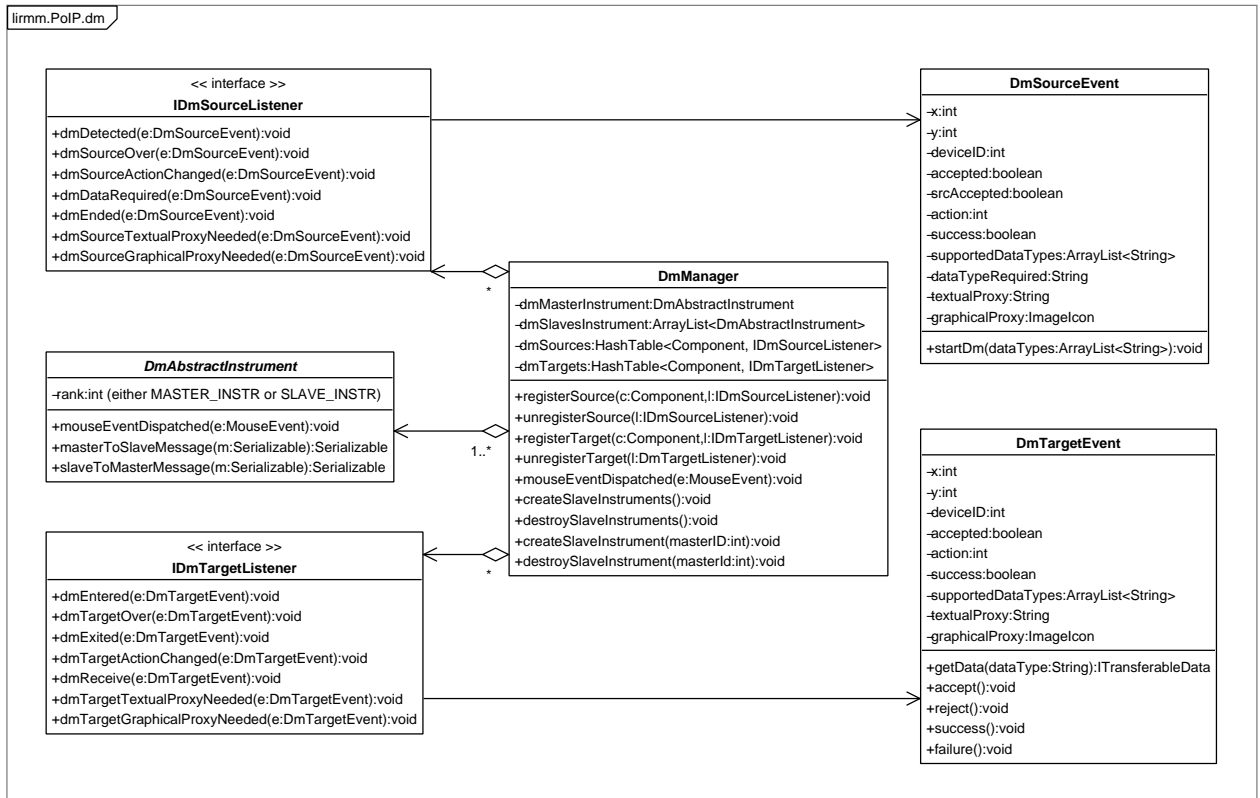 lirmm.PoIP.dm
<< interface >>
IDmSourceListener
+dmDetected(e:DmSourceEvent):void
+dmSourceOver(e:DmSourceEvent):void
+dmSourceActionChanged(e:DmSourceEvent):void
+dmDataRequired(e:DmSourceEvent):void
+dmEnded(e:DmSourceEvent):void
+dmSourceTextualProxyNeeded(e:DmSourceEvent):void
+dmSourceGraphicalProxyNeeded(e:DmSourceEvent):void
DmSourceEvent
-x:int
-y:int
-deviceID:int
-accepted:boolean
-srcAccepted:boolean
-action:int
-success:boolean
-supportedDataTypes:ArrayList<String>
-dataTypeRequired:String
-textualProxy:String
-graphicalProxy:ImageIcon
+startDm(dataTypes:ArrayList<String>):void
*
DmManager
-dmMasterInstrument:DmAbstractInstrument
-dmSlavesInstrument:ArrayList<DmAbstractInstrument>
-dmSources:HashTable<Component, IDmSourceListener>
-dmTargets:HashTable<Component, IDmTargetListener>
+registerSource(c:Component,l:IDmSourceListener):void
+unregisterSource(l:IDmSourceListener):void
+registerTarget(c:Component,l:IDmTargetListener):void
+unregisterTarget(l:DmTargetListener):void
+mouseEventDispatched(e:MouseEvent):void
+createSlaveInstruments():void
+destroySlaveInstruments():void
+createSlaveInstrument(masterID:int):void
+destroySlaveInstrument(masterId:int):void
DmAbstractInstrument
-rank:int (either MASTER_INSTR or SLAVE_INSTR)
+mouseEventDispatched(e:MouseEvent):void
+masterToSlaveMessage(m:Serializable):Serializable
+slaveToMasterMessage(m:Serializable):Serializable
1..*
*
<< interface >>
IDmTargetListener
+dmEntered(e:DmTargetEvent):void
+dmTargetOver(e:DmTargetEvent):void
+dmExited(e:DmTargetEvent):void
+dmTargetActionChanged(e:DmTargetEvent):void
+dmReceive(e:DmTargetEvent):void
+dmTargetTextualProxyNeeded(e:DmTargetEvent):void
+dmTargetGraphicalProxyNeeded(e:DmTargetEvent):void
DmTargetEvent
-x:int
-y:int
-deviceID:int
-accepted:boolean
-action:int
-success:boolean
-supportedDataTypes:ArrayList<String>
-textualProxy:String
-graphicalProxy:ImageIcon
+getData(dataType:String):ITransferableData
+accept():void
+reject():void
+success():void
+failure():void